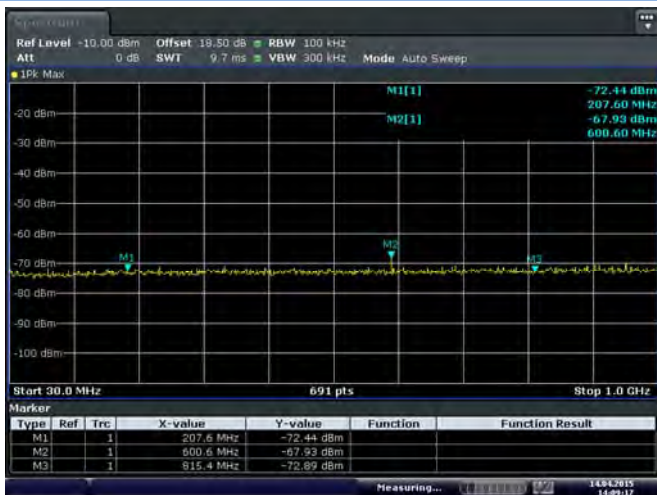 Spectrum
Ref Level -10.00 dBm Offset 18.50 dB RBW 100 kHz
Att 0 dB SWT 9.7 ms VBW 300 kHz Mode Auto Sweep
1Pk Max
M1[1] -72.44 dBm
207.60 MHz
-20 dBm
M2[1] -67.93 dBm
600.60 MHz
-30 dBm
-40 dBm
-50 dBm
-60 dBm
M2
M1
M3
-70 dBm
-80 dBm
-90 dBm
-100 dBm
Start 30.0 MHz 691 pts Stop 1.0 GHz
Marker
Type Ref Trc X-value Y-value Function Function Result
M1 1 207.6 MHz -72.44 dBm
M2 1 600.6 MHz -67.93 dBm
M3 1 815.4 MHz -72.89 dBm
Measuring... 14.04.2015
14:09:17